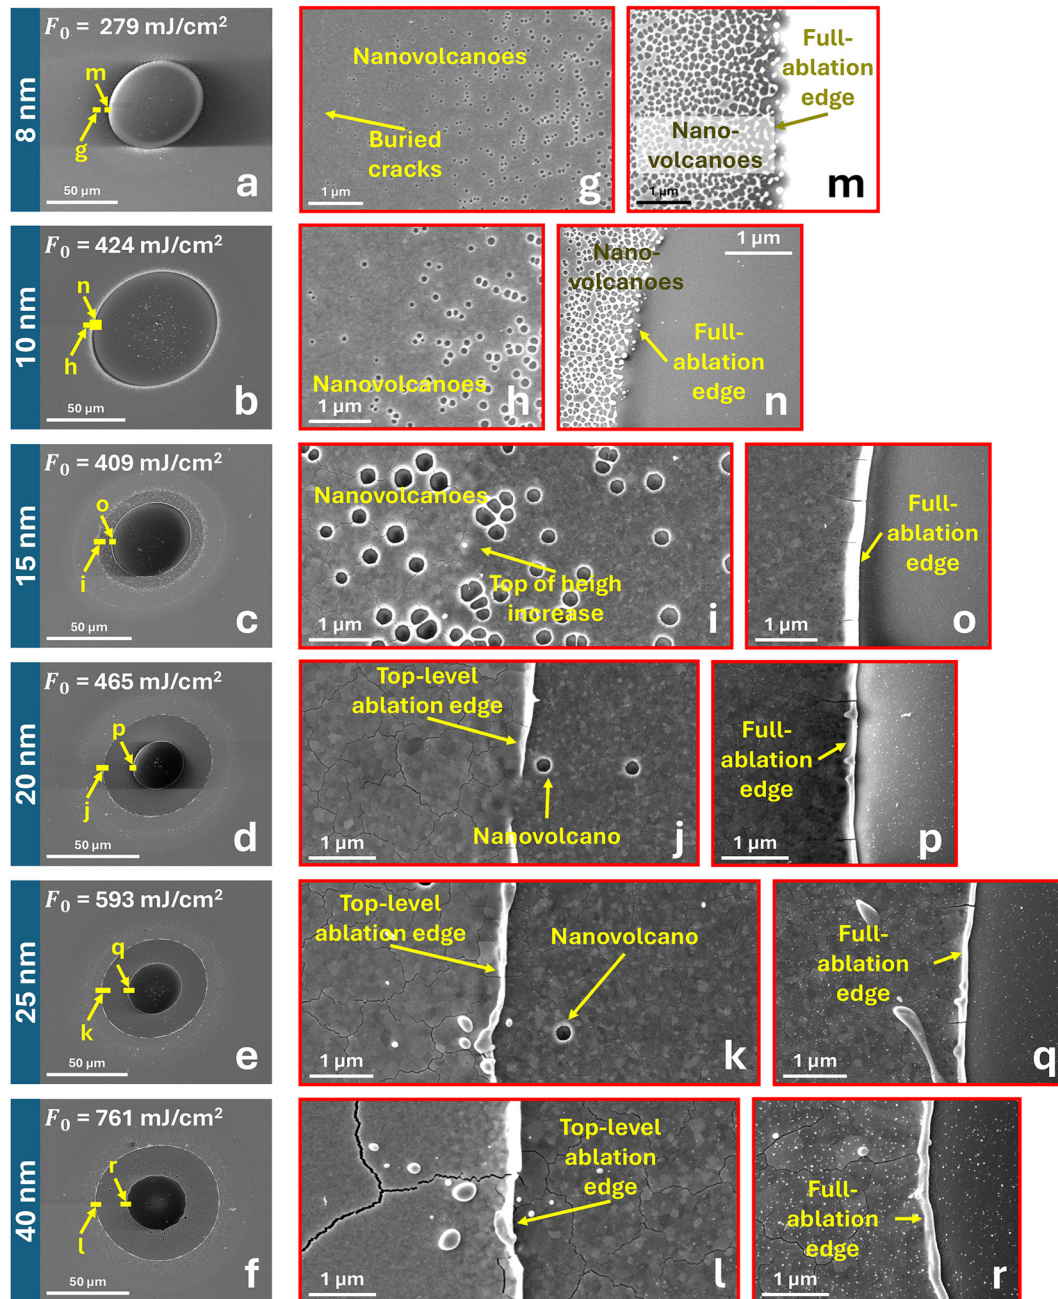 8 nm
F₀ = 279 mJ/cm²
m
g
50 µm
a
Nanovolcanoes
Buried
cracks
1 µm
g
Full-
ablation
edge
Nano-
volcanoes
1 µm
m
10 nm
F₀ = 424 mJ/cm²
n
h
50 µm
b
Nanovolcanoes
1 µm
h
Nano-
volcanoes
1 µm
Full-
ablation
edge
n
15 nm
F₀ = 409 mJ/cm²
o
i
50 µm
c
Nanovolcanoes
Top of heigh
increase
1 µm
i
Full-
ablation
edge
1 µm
o
20 nm
F₀ = 465 mJ/cm²
p
j
50 µm
d
Top-level
ablation edge
Nanovolcano
1 µm
j
Full-
ablation
edge
1 µm
p
25 nm
F₀ = 593 mJ/cm²
q
k
50 µm
e
Top-level
ablation edge
Nanovolcano
1 µm
k
Full-
ablation
edge
1 µm
q
40 nm
F₀ = 761 mJ/cm²
r
l
50 µm
f
Top-level
ablation
edge
1 µm
l
Full-
ablation
edge
1 µm
r